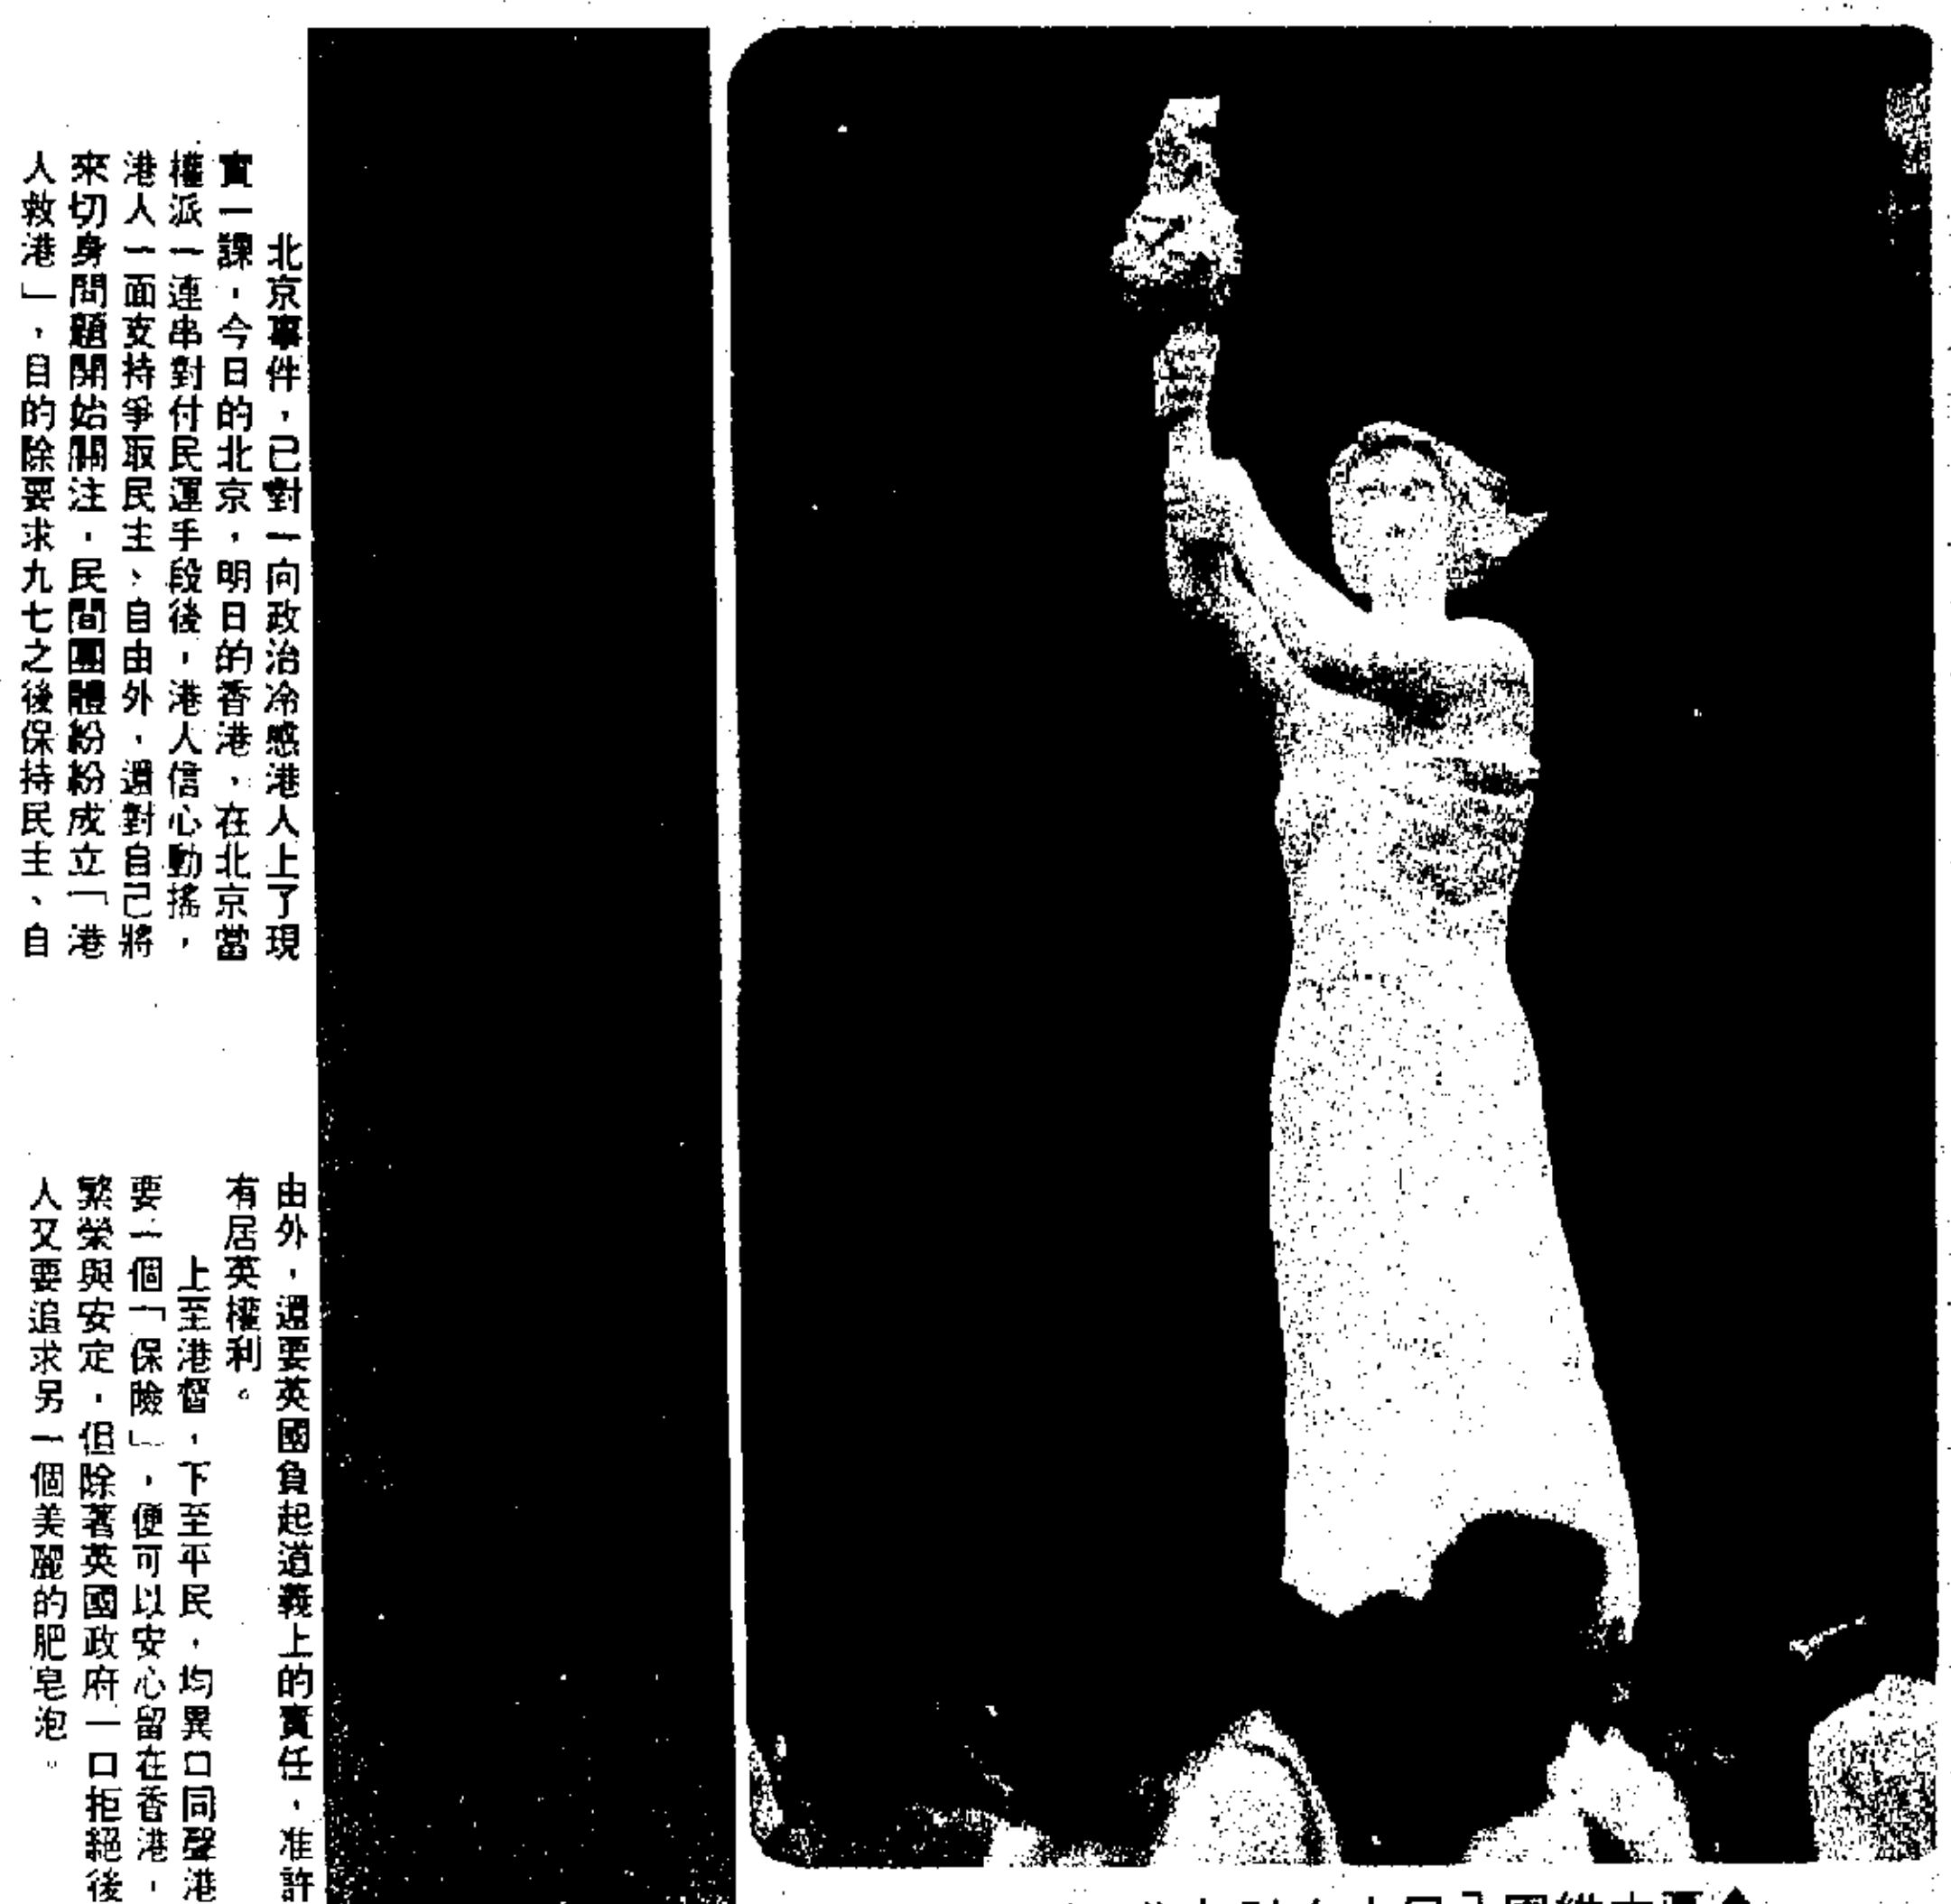 北京事件，已對一向政治冷感港人上了現
實一課，今日的北京，明日的香港，在北京當
權派一連串對付民運手段後，港人信心動搖，
港人一面支持爭取民主、自由外，還對自己將
來切身問題開始關注，民間團體紛紛成立「港
人救港」，目的除要求九七之後保持民主、自
由外，還要英國負起道義上的責任，准許
有居英權利。
上至港督，下至平民，均異口同聲港
要一個「保險」，便可以安心留在香港，
繁榮與安定，但除著英國政府一口拒絕後
人又要追求另一個美麗的肥皂泡。